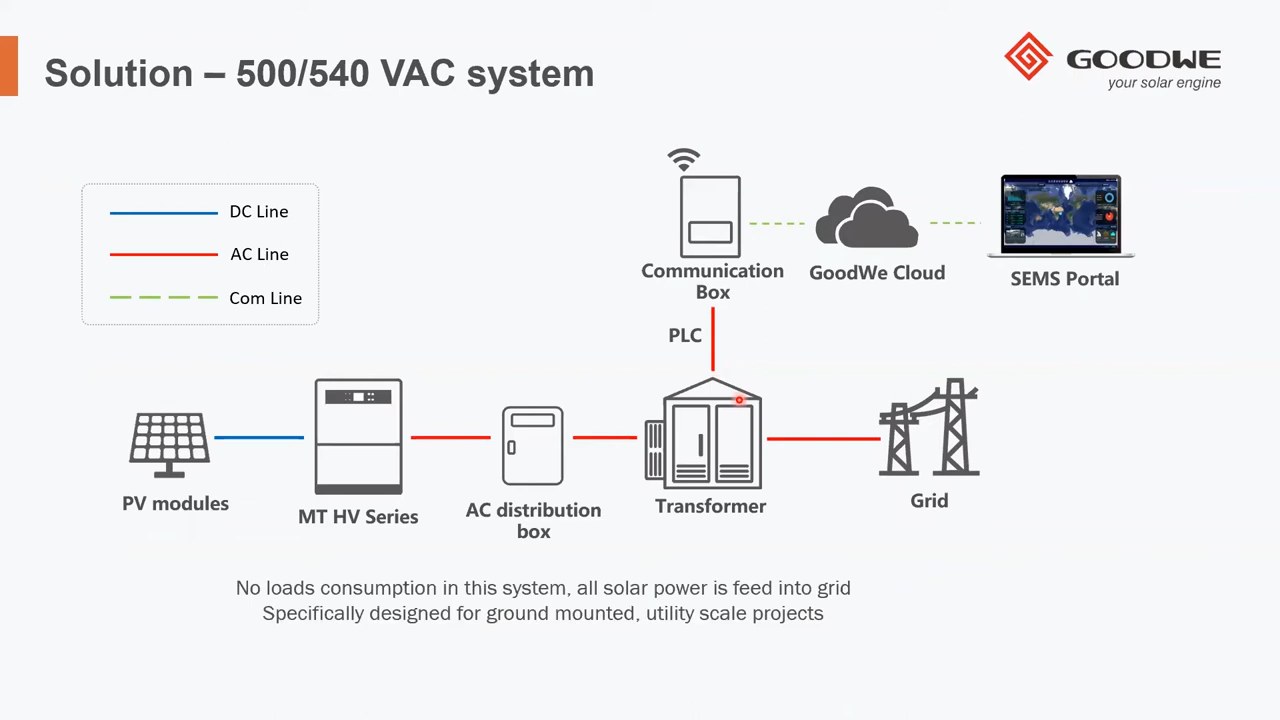 Solution – 500/540 VAC system
GOODWE
your solar engine
DC Line
AC Line
Com Line
Communication
Box
GoodWe Cloud
SEMS Portal
PLC
PV modules
MT HV Series
AC distribution
box
Transformer
Grid
No loads consumption in this system, all solar power is feed into grid
Specifically designed for ground mounted, utility scale projects